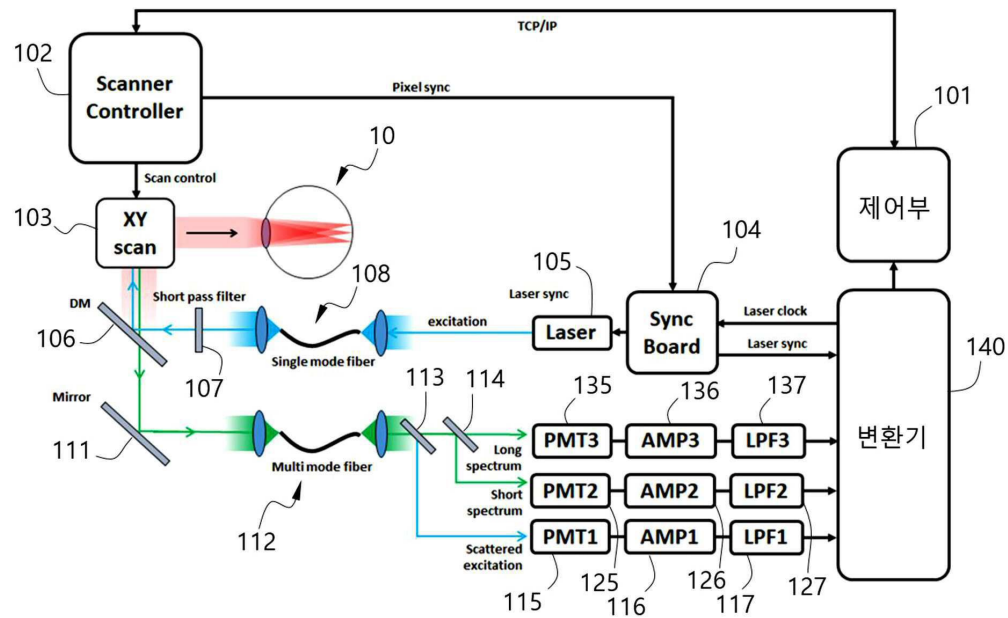 TCP/IP
102
Scanner
Controller
Pixel sync
101
제어부
10
Scan control
103
XY
scan
104
108
105
DM
Short pass filter
Laser sync
106
excitation
Laser
Sync
Board
Laser clock
Laser sync
140
107
Single mode fiber
113
114
135
136
137
Mirror
111
PMT3
AMP3
LPF3
변환기
Multi mode fiber
Long
spectrum
PMT2
AMP2
LPF2
Short
spectrum
112
PMT1
AMP1
LPF1
Scattered
excitation
115
125
116
126
117
127